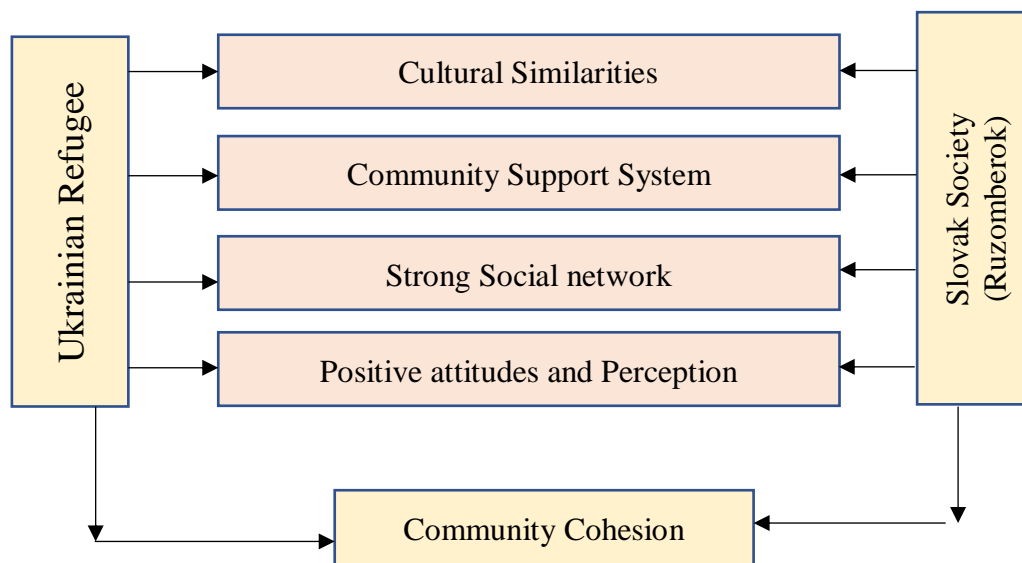 Ukrainian Refugee
Cultural Similarities
Community Support System
Strong Social network
Positive attitudes and Perception
Slovak Society
(Ruzomberok)
Community Cohesion